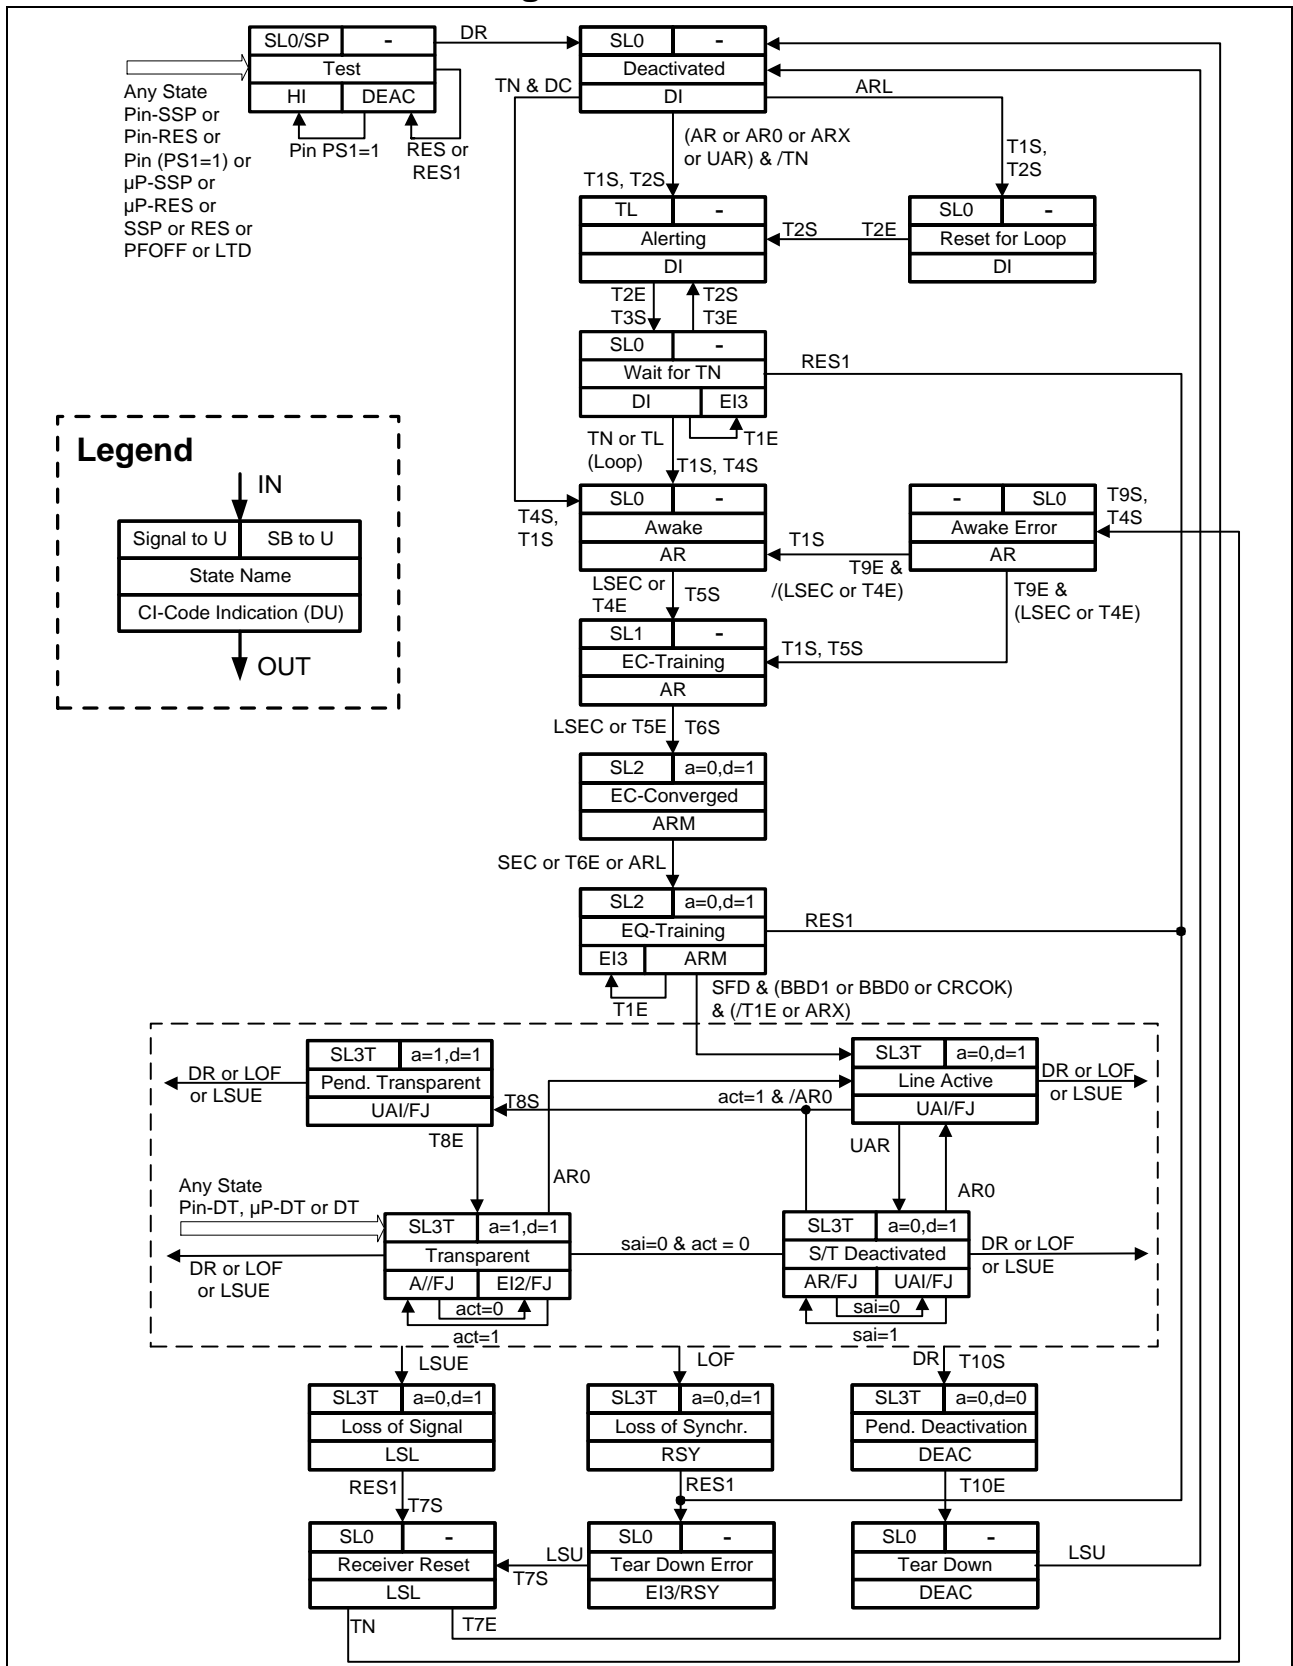 SL0/SP -
Test
HI DEAC
DR
Any State
Pin-SSP or
Pin-RES or
Pin (PS1=1) or
µP-SSP or
µP-RES or
SSP or RES or
PFOFF or LTD
Pin PS1=1
RES or
RES1
SL0 -
Deactivated
DI
TN & DC
ARL
(AR or AR0 or ARX
or UAR) & /TN
T1S, T2S
T1S,
T2S
TL -
Alerting
DI
T2S T2E
SL0 -
Reset for Loop
DI
T2E
T3S
T2S
T3E
SL0 -
Wait for TN
DI EI3
RES1
T1E
TN or TL
(Loop)
T1S, T4S
Legend
IN
Signal to U SB to U
State Name
CI-Code Indication (DU)
OUT
T4S,
T1S
SL0 -
Awake
AR
T1S
T9E &
/(LSEC or T4E)
- SL0
Awake Error
AR
T9S,
T4S
T9E &
(LSEC or T4E)
LSEC or
T4E
T5S
SL1 -
EC-Training
AR
T1S, T5S
LSEC or T5E T6S
SL2 a=0,d=1
EC-Converged
ARM
SEC or T6E or ARL
SL2 a=0,d=1
EQ-Training
EI3 ARM
RES1
T1E
SFD & (BBD1 or BBD0 or CRCOK)
& (/T1E or ARX)
DR or LOF
or LSUE
SL3T a=1,d=1
Pend. Transparent
UAI/FJ
T8S
act=1 & /AR0
SL3T a=0,d=1
Line Active
UAI/FJ
DR or LOF
or LSUE
T8E
AR0
UAR
AR0
Any State
Pin-DT, µP-DT or DT
DR or LOF
or LSUE
SL3T a=1,d=1
Transparent
A//FJ EI2/FJ
act=0
act=1
sai=0 & act = 0
SL3T a=0,d=1
S/T Deactivated
AR/FJ UAI/FJ
sai=0
sai=1
DR or LOF
or LSUE
LSUE
LOF
DR T10S
SL3T a=0,d=1
Loss of Signal
LSL
SL3T a=0,d=1
Loss of Synchr.
RSY
SL3T a=0,d=0
Pend. Deactivation
DEAC
RES1
T7S
RES1
T10E
SL0 -
Receiver Reset
LSL
LSU
T7S
SL0 -
Tear Down Error
EI3/RSY
SL0 -
Tear Down
DEAC
LSU
TN
T7E